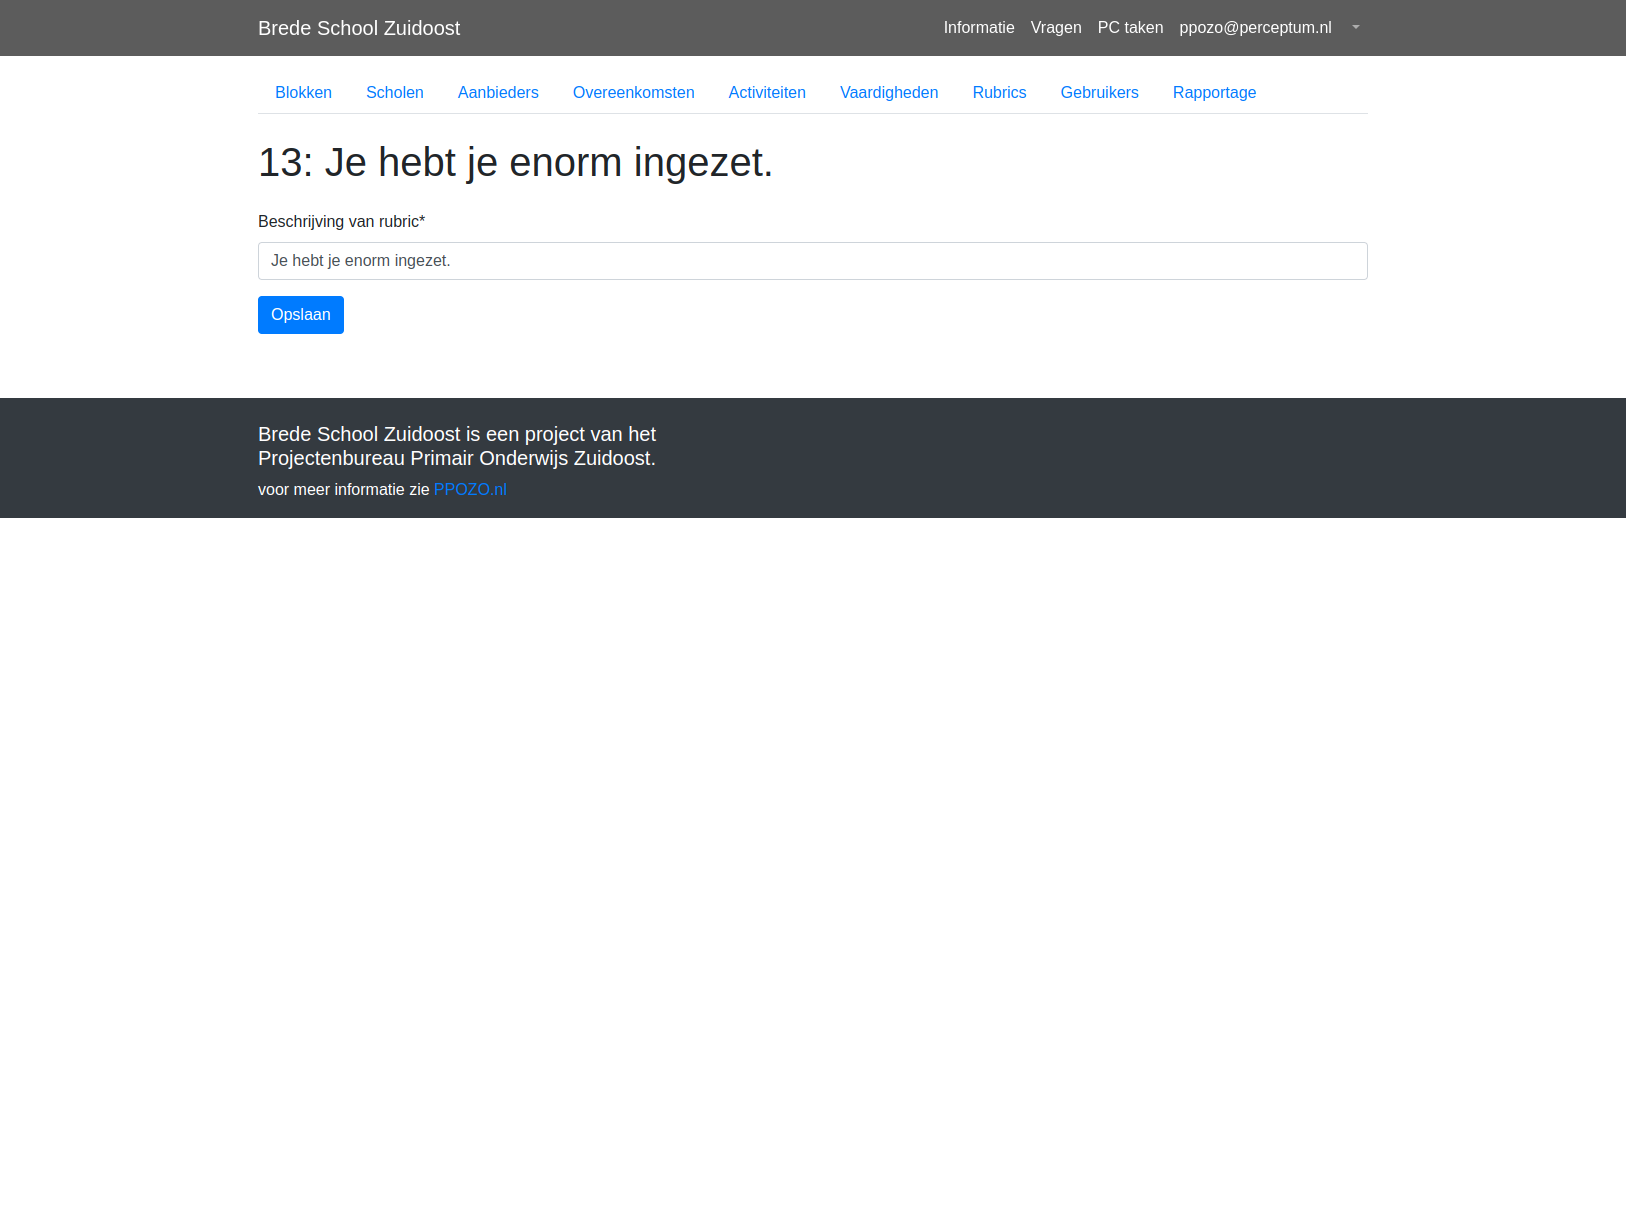 Brede School Zuidoost
Informatie Vragen PC taken ppozo@perceptum.nl
Blokken Scholen Aanbieders Overeenkomsten Activiteiten Vaardigheden Rubrics Gebruikers Rapportage
13: Je hebt je enorm ingezet.
Beschrijving van rubric*
Je hebt je enorm ingezet.
Opslaan
Brede School Zuidoost is een project van het
Projectenbureau Primair Onderwijs Zuidoost.
voor meer informatie zie PPOZO.nl